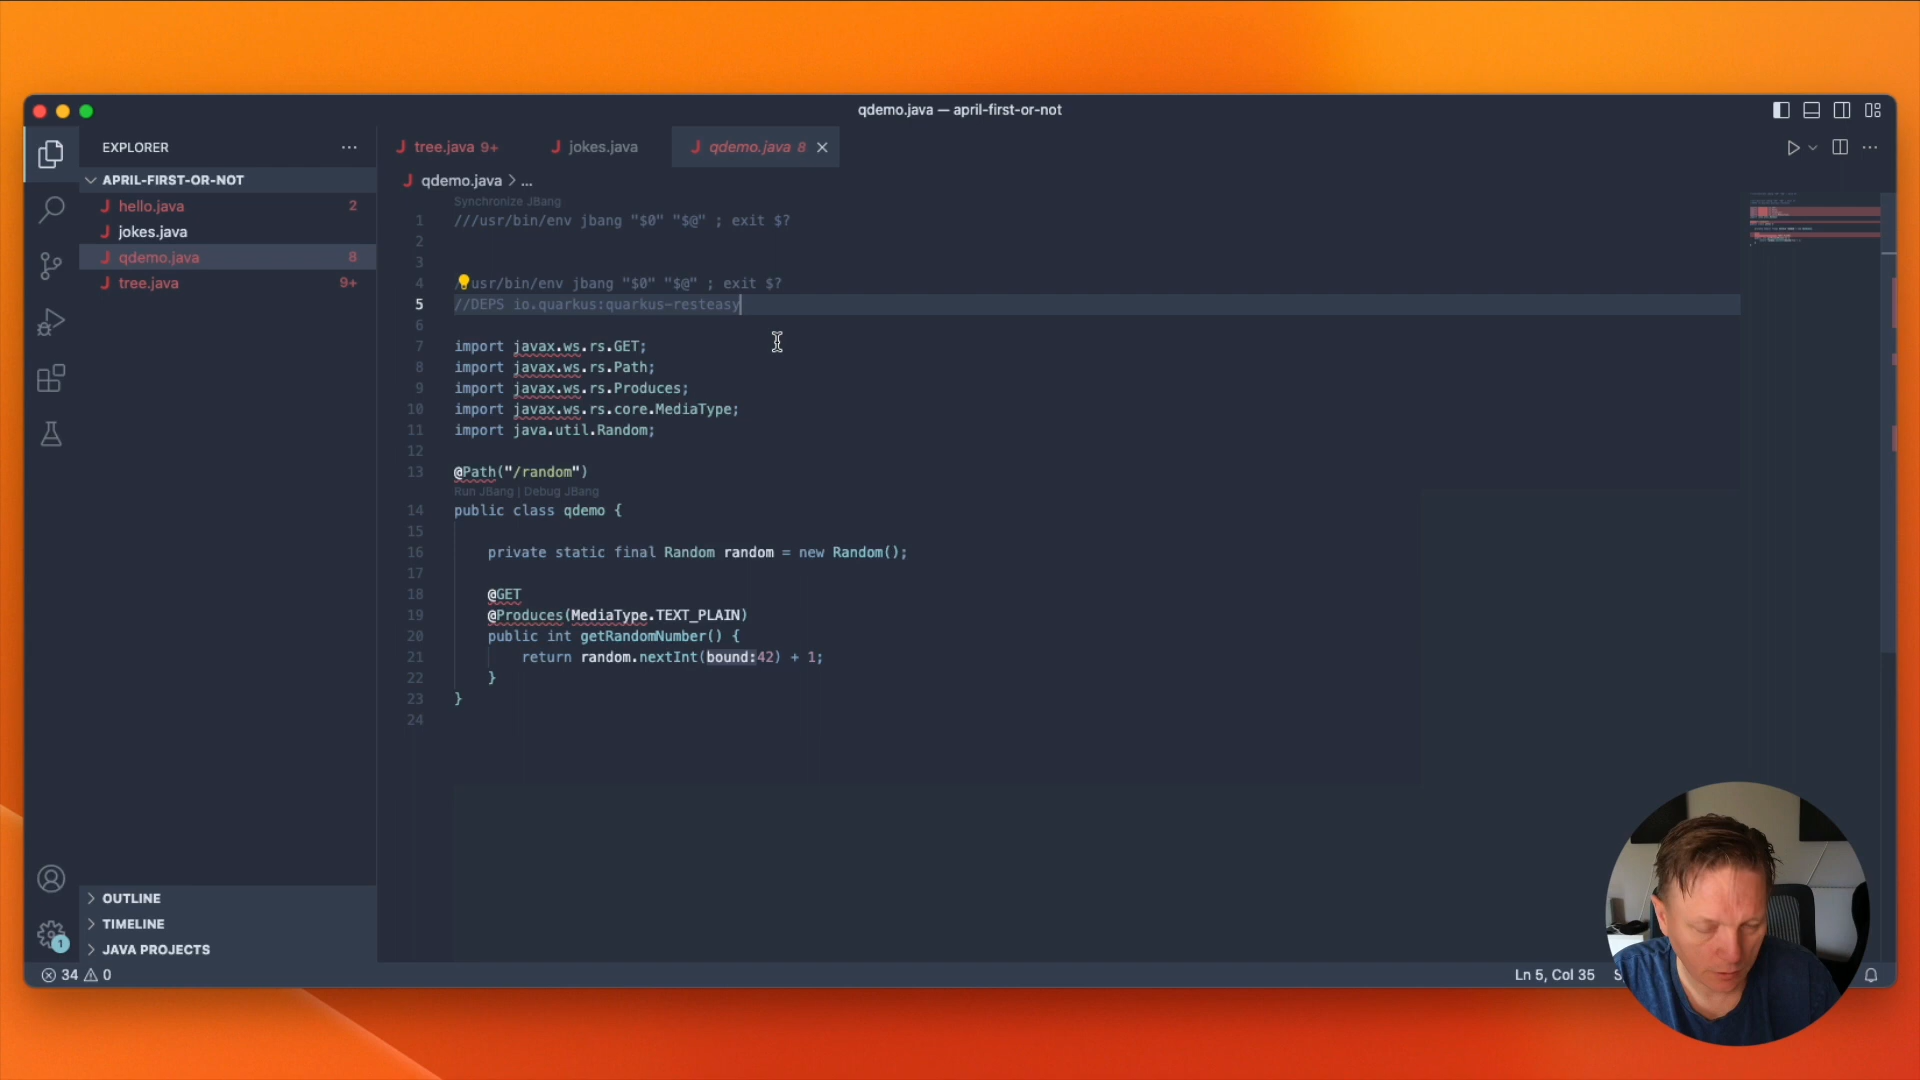 qdemo.java — april-first-or-not
EXPLORER
APRIL-FIRST-OR-NOT
hello.java 2
jokes.java
qdemo.java 8
tree.java 9+
OUTLINE
TIMELINE
JAVA PROJECTS
tree.java 9+ jokes.java qdemo.java 8
qdemo.java > ...
Synchronize JBang
1 ///usr/bin/env jbang "$0" "$@" ; exit $?
2
3
4 usr/bin/env jbang "$0" "$@" ; exit $?
5 //DEPS io.quarkus:quarkus-resteasy
6
7 import javax.ws.rs.GET;
8 import javax.ws.rs.Path;
9 import javax.ws.rs.Produces;
10 import javax.ws.rs.core.MediaType;
11 import java.util.Random;
12
13 @Path("/random")
Run JBang | Debug JBang
14 public class qdemo {
15
16 private static final Random random = new Random();
17
18 @GET
19 @Produces(MediaType.TEXT_PLAIN)
20 public int getRandomNumber() {
21 return random.nextInt(bound:42) + 1;
22 }
23 }
24
1
34 0
Ln 5, Col 35